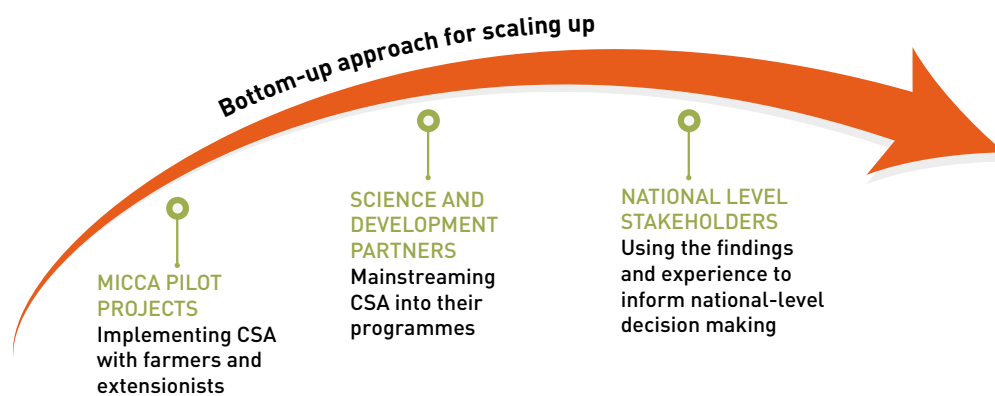 Bottom-up approach for scaling up
MICCA PILOT
PROJECTS
Implementing CSA
with farmers and
extensionists
SCIENCE AND
DEVELOPMENT
PARTNERS
Mainstreaming
CSA into their
programmes
NATIONAL LEVEL
STAKEHOLDERS
Using the findings
and experience to
inform national-level
decision making